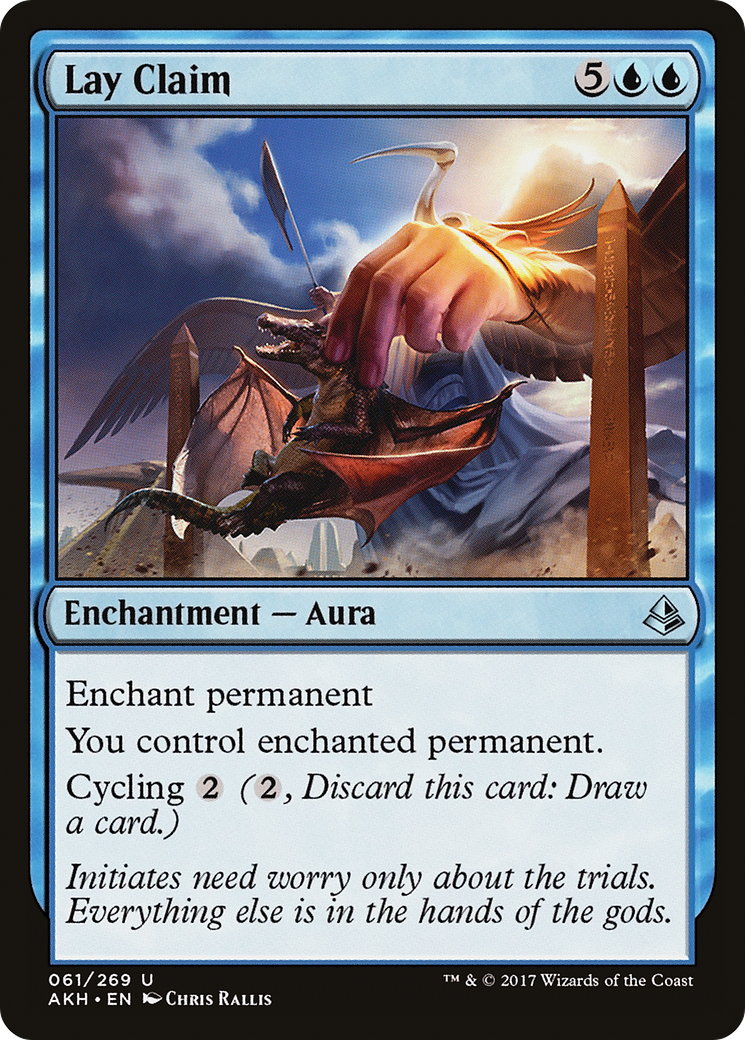 Lay Claim 5
Enchantment — Aura
Enchant permanent
You control enchanted permanent.
Cycling 2 (2, Discard this card: Draw
a card.)
Initiates need worry only about the trials.
Everything else is in the hands of the gods.
061/269 U
AKH • EN Chris Rallis
™ & © 2017 Wizards of the Coast